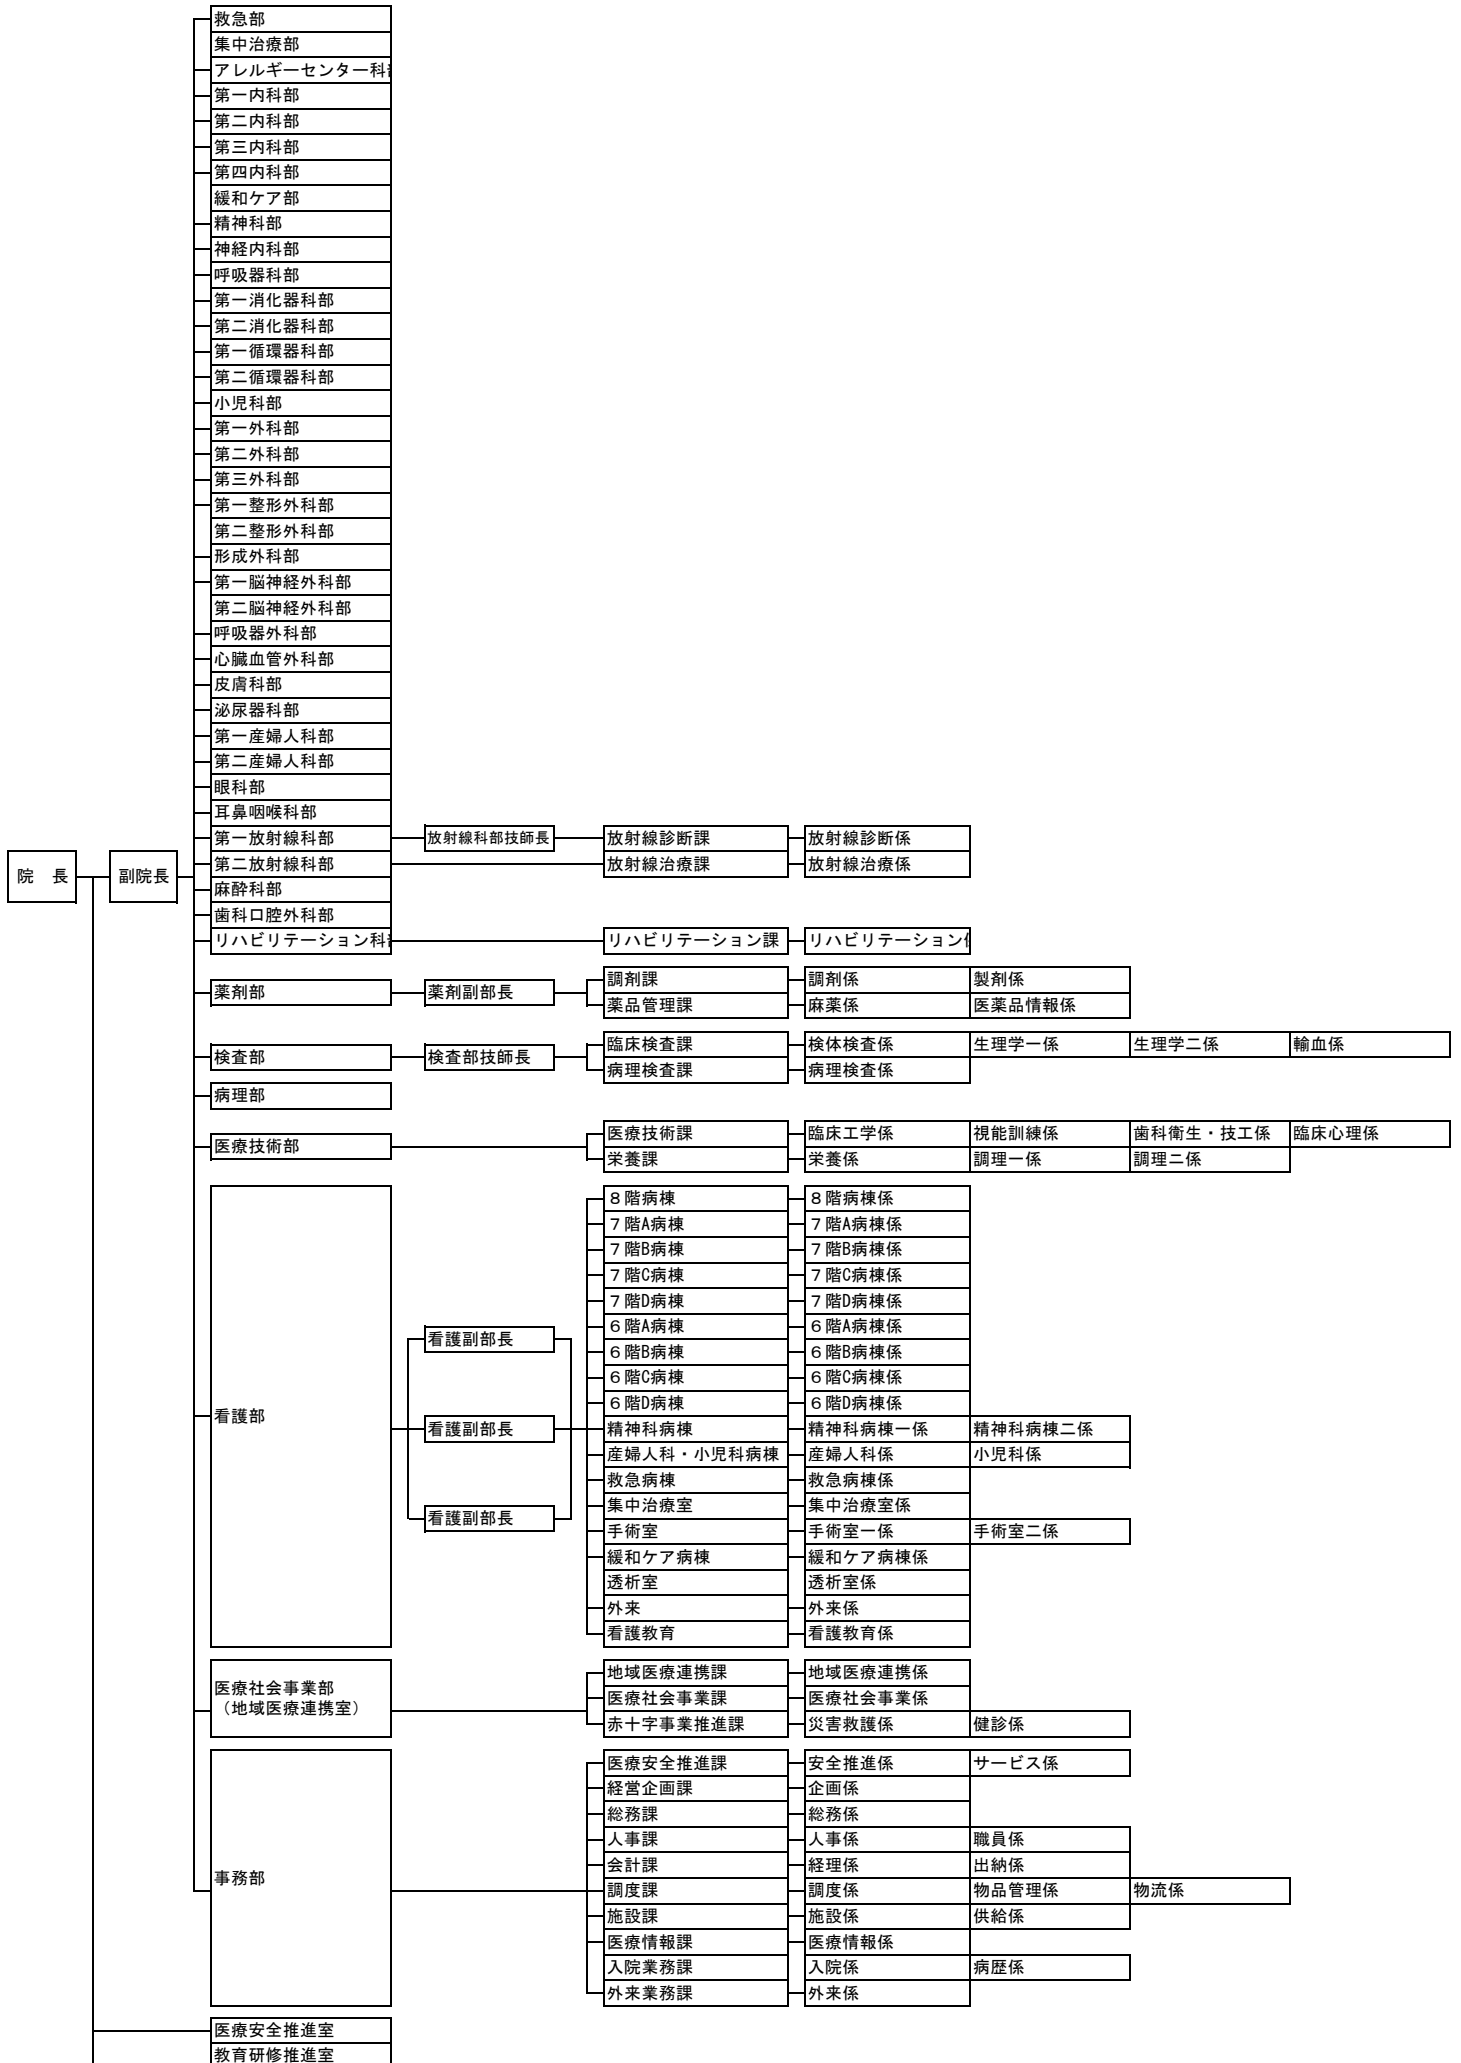 救急部
集中治療部
アレルギーセンター科
第一内科部
第二内科部
第三内科部
第四内科部
緩和ケア部
精神科部
神経内科部
呼吸器科部
第一消化器科部
第二消化器科部
第一循環器科部
第二循環器科部
小児科部
第一外科部
第二外科部
第三外科部
第一整形外科部
第二整形外科部
形成外科部
第一脳神経外科部
第二脳神経外科部
呼吸器外科部
心臓血管外科部
皮膚科部
泌尿器科部
第一産婦人科部
第二産婦人科部
眼科部
耳鼻咽喉科部
第一放射線科部 放射線科部技師長 放射線診断課 放射線診断係
第二放射線科部 放射線治療課 放射線治療係
院　長 副院長
麻酔科部
歯科口腔外科部
リハビリテーション科 リハビリテーション課 リハビリテーション
調剤課 調剤係 製剤係
薬剤部 薬剤副部長
薬品管理課 麻薬係 医薬品情報係
臨床検査課 検体検査係 生理学一係 生理学二係 輸血係
検査部 検査部技師長
病理検査課 病理検査係
病理部
医療技術課 臨床工学係 視能訓練係 歯科衛生・技工係 臨床心理係
医療技術部
栄養課 栄養係 調理一係 調理二係
８階病棟 ８階病棟係
７階A病棟 ７階A病棟係
７階B病棟 ７階B病棟係
７階C病棟 ７階C病棟係
７階D病棟 ７階D病棟係
６階A病棟 ６階A病棟係
看護副部長
６階B病棟 ６階B病棟係
６階C病棟 ６階C病棟係
６階D病棟 ６階D病棟係
看護部
看護副部長 精神科病棟 精神科病棟一係 精神科病棟二係
産婦人科・小児科病棟 産婦人科係 小児科係
救急病棟 救急病棟係
集中治療室 集中治療室係
看護副部長
手術室 手術室一係 手術室二係
緩和ケア病棟 緩和ケア病棟係
透析室 透析室係
外来 外来係
看護教育 看護教育係
地域医療連携課 地域医療連携係
医療社会事業部
（地域医療連携室）
医療社会事業課 医療社会事業係
赤十字事業推進課 災害救護係 健診係
医療安全推進課 安全推進係 サービス係
経営企画課 企画係
総務課 総務係
人事課 人事係 職員係
会計課 経理係 出納係
事務部
調度課 調度係 物品管理係 物流係
施設課 施設係 供給係
医療情報課 医療情報係
入院業務課 入院係 病歴係
外来業務課 外来係
医療安全推進室
教育研修推進室